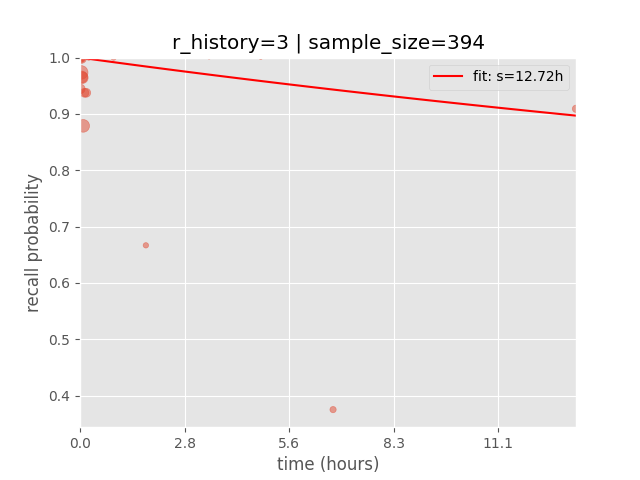 r_history=3 | sample_size=394
fit: s=12.72h
recall probability
1.0
0.9
0.8
0.7
0.6
0.5
0.4
0.0 2.8 5.6 8.3 11.1
time (hours)